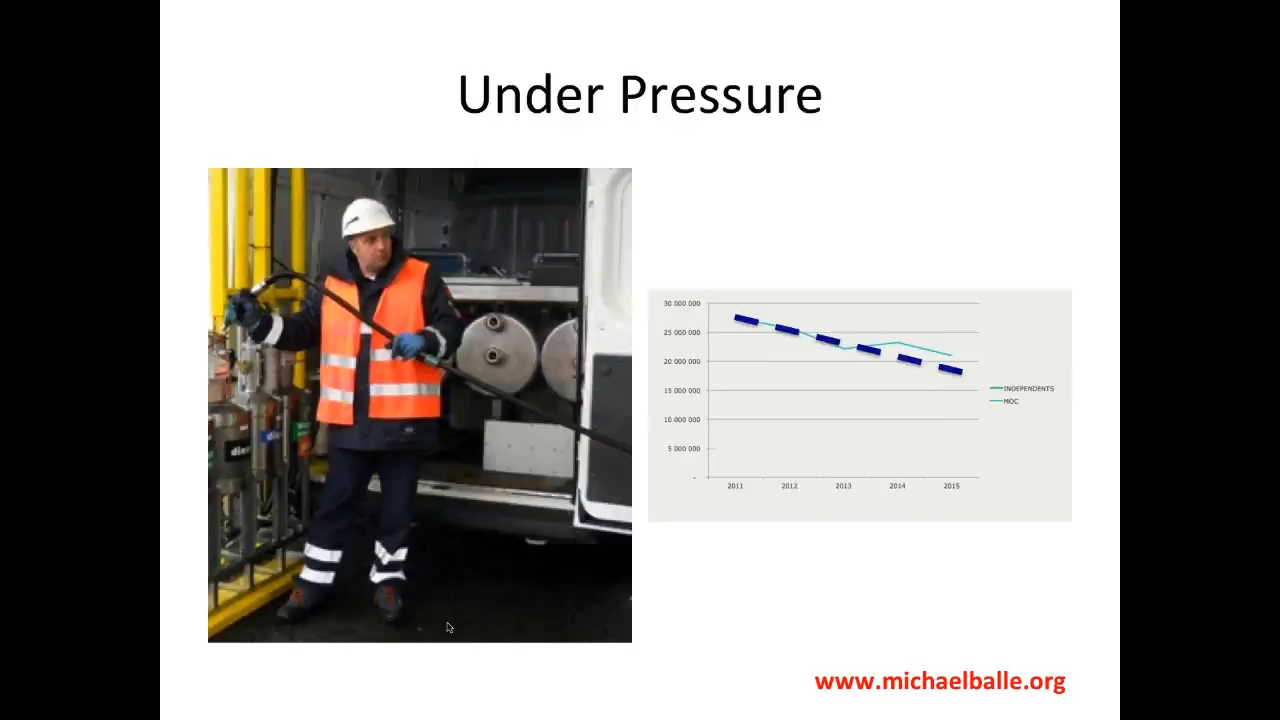 Under Pressure
30 000 000
25 000 000
20 000 000
15 000 000
10 000 000
5 000 000
-
2011 2012 2013 2014 2015
INDEPENDENTS
MOC
www.michaelballe.org